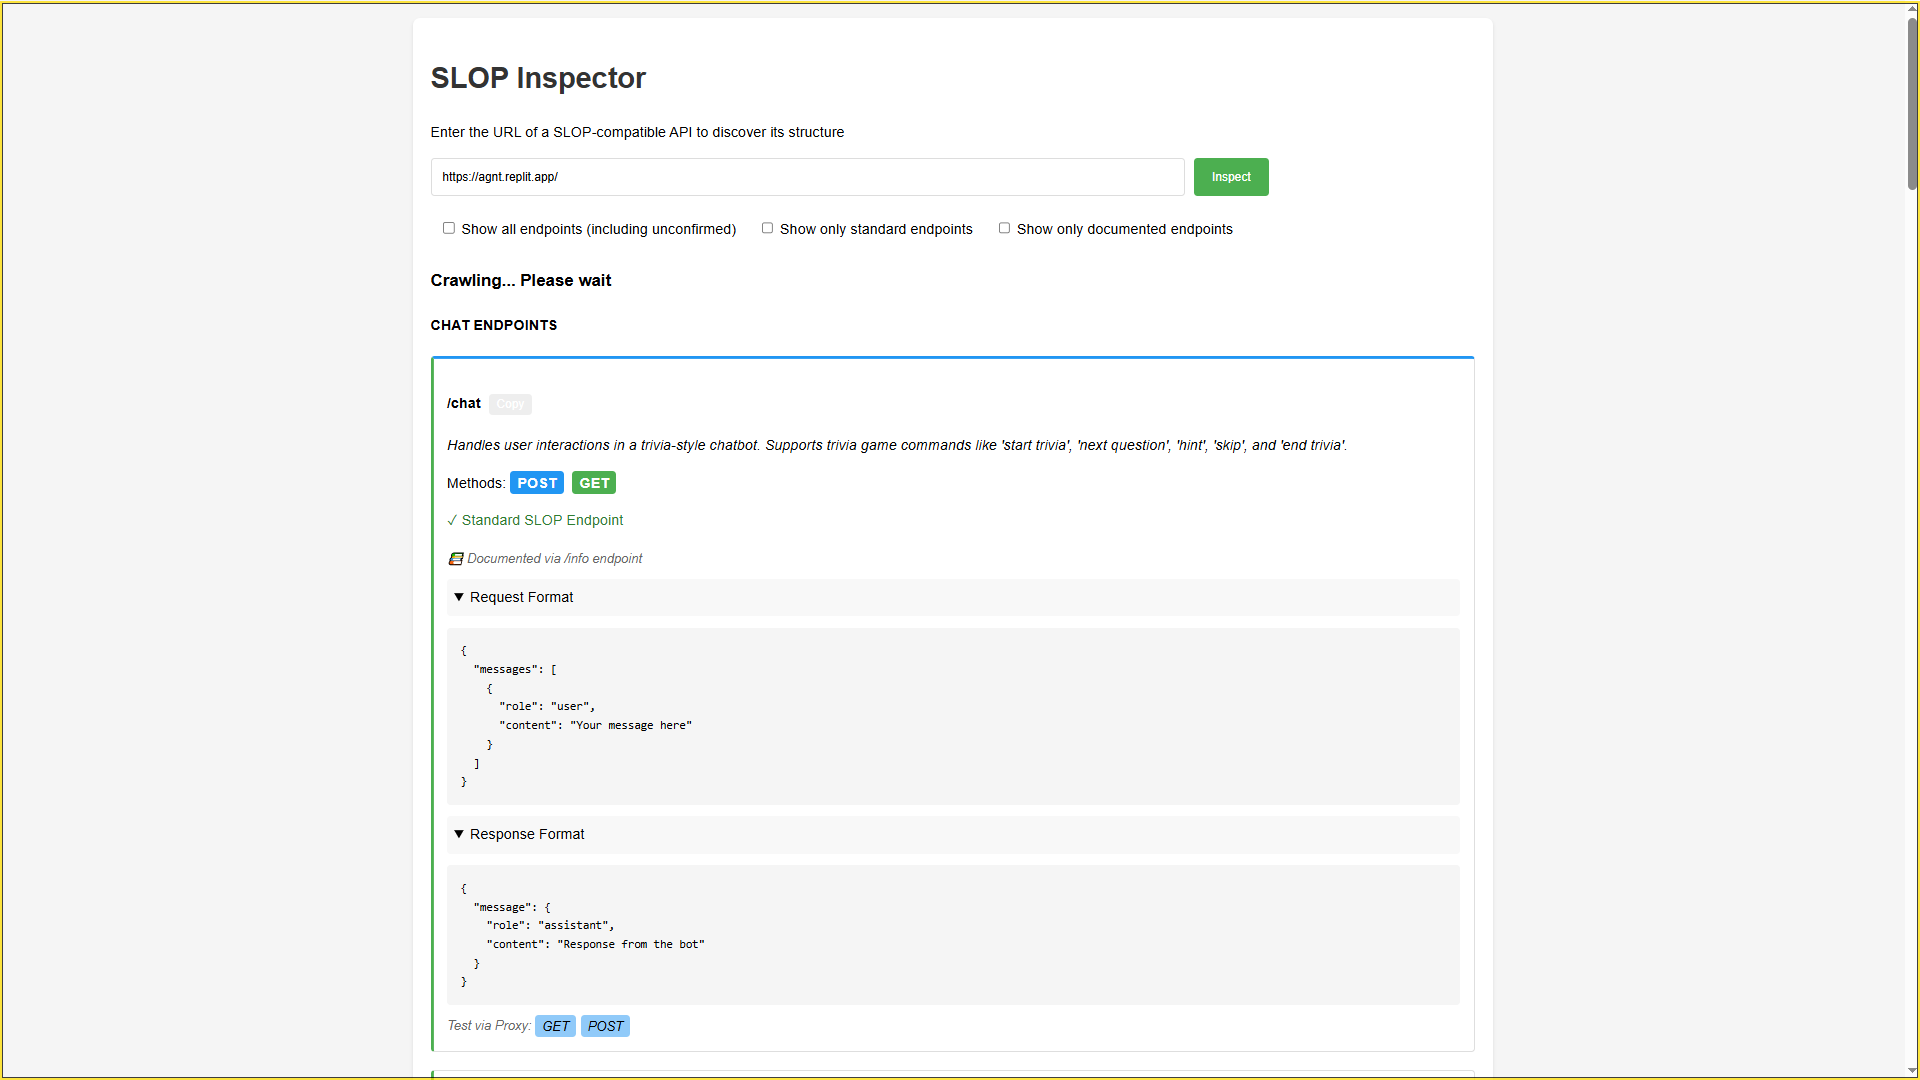 SLOP Inspector
Enter the URL of a SLOP-compatible API to discover its structure
https://agnt.replit.app/
Inspect
Show all endpoints (including unconfirmed) Show only standard endpoints Show only documented endpoints
Crawling... Please wait
CHAT ENDPOINTS
/chat Copy
Handles user interactions in a trivia-style chatbot. Supports trivia game commands like 'start trivia', 'next question', 'hint', 'skip', and 'end trivia'.
Methods: POST GET
✓ Standard SLOP Endpoint
Documented via /info endpoint
▼ Request Format
{
  "messages": [
    {
      "role": "user",
      "content": "Your message here"
    }
  ]
}
▼ Response Format
{
  "message": {
    "role": "assistant",
    "content": "Response from the bot"
  }
}
Test via Proxy: GET POST